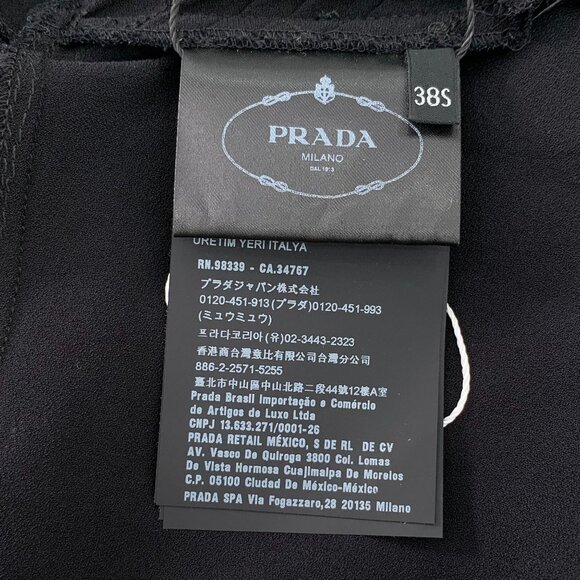 38S
PRADA
MILANO
DAL 1913
ÜRETIM YERI ITALYA
RN.98339 - CA.34767
プラダジャパン(株)
0120-451-913(プラダ)0120-451-993
(ミュウミュウ)
프라다코리아(유) 02-3443-2323
香港商台灣意比有限公司台灣分公司
886-2-2571-5255
臺北市中山區中山北路二段44號12樓A室
Prada Brasil Importação e Comércio
de Artigos de Luxo Ltda
CNPJ 13.633.271/0001-26
PRADA RETAIL MÉXICO, S DE RL DE CV
AV. Vasco De Quiroga 3800 Col. Lomas
De Vista Hermosa Cuajimalpa De Morelos
C.P. 05100 Ciudad De México-México
PRADA SPA Via Fogazzaro,28 20135 Milano